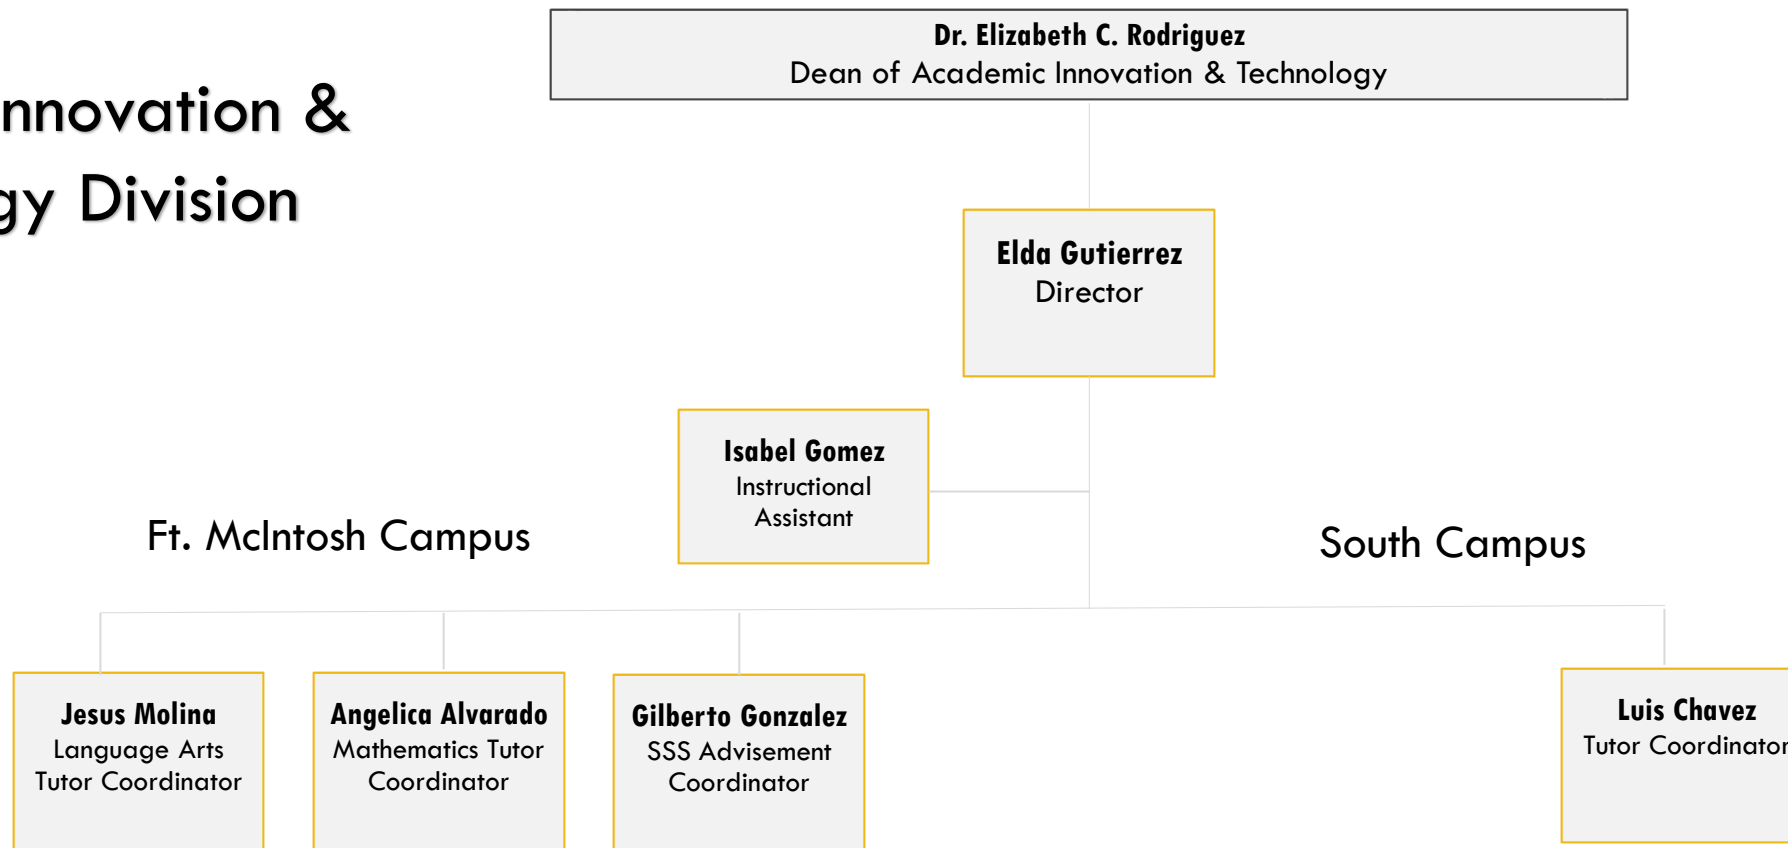 nnovation &
gy Division
Dr. Elizabeth C. Rodriguez
Dean of Academic Innovation & Technology
Elda Gutierrez
Director
Isabel Gomez
Instructional
Assistant
Ft. McIntosh Campus
South Campus
Jesus Molina
Language Arts
Tutor Coordinator
Angelica Alvarado
Mathematics Tutor
Coordinator
Gilberto Gonzalez
SSS Advisement
Coordinator
Luis Chavez
Tutor Coordinator